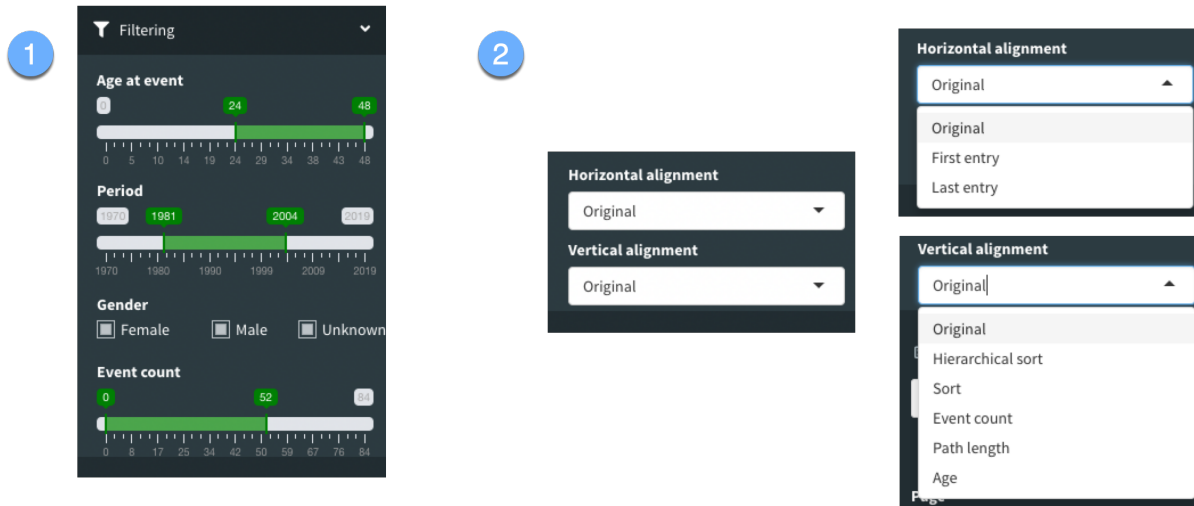 1
Filtering
Age at event
0 24 48
0 5 10 14 19 24 29 34 38 43 48
Period
1970 1981 2004 2019
1970 1980 1990 1999 2009 2019
Gender
Female Male Unknown
Event count
0 52 84
0 8 17 25 34 42 50 59 67 76 84
2
Horizontal alignment
Original
Vertical alignment
Original
Horizontal alignment
Original
Original
First entry
Last entry
Vertical alignment
Original
Original
Hierarchical sort
Sort
Event count
Path length
Age
Page